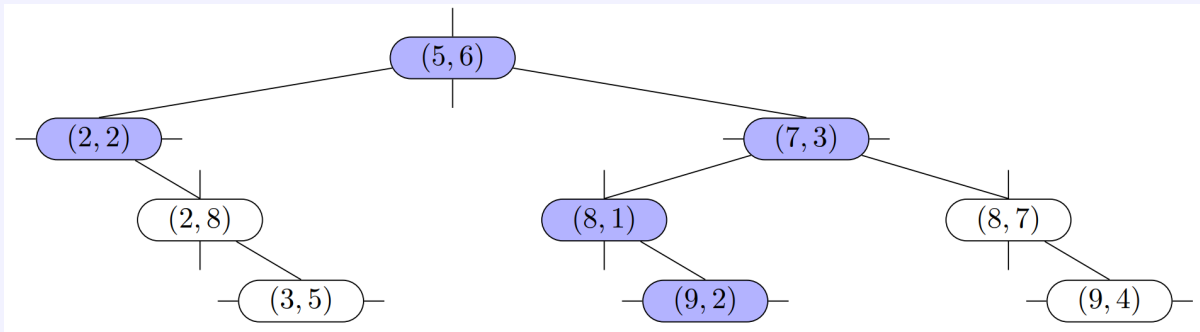 (5, 6)
(2, 2) (7, 3)
(2, 8) (8, 1) (8, 7)
(3, 5) (9, 2) (9, 4)